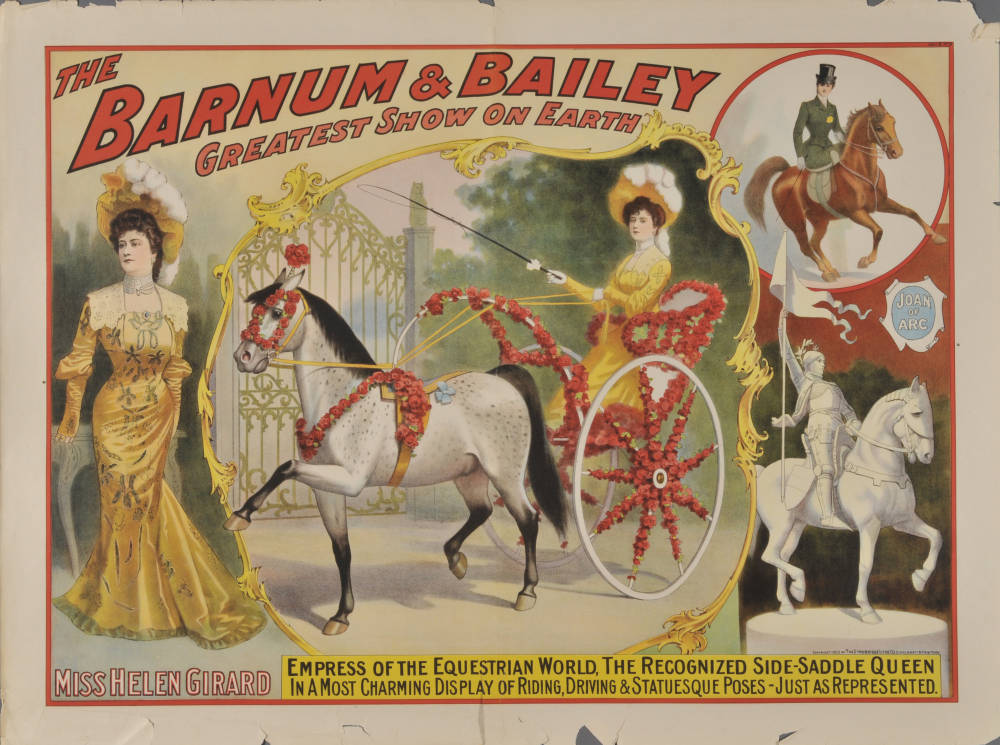 THE
BARNUM & BAILEY
GREATEST SHOW ON EARTH
JOAN
OF
ARC
MISS HELEN GIRARD
EMPRESS OF THE EQUESTRIAN WORLD, THE RECOGNIZED SIDE-SADDLE QUEEN
IN A MOST CHARMING DISPLAY OF RIDING, DRIVING & STATUESQUE POSES - JUST AS REPRESENTED.